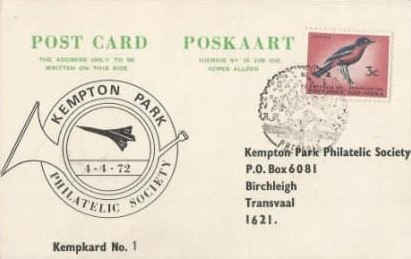 POST CARD
POSKAART
THE ADDRESS ONLY TO BE
WRITTEN ON THIS SIDE
HIERDIE SY IS VIR DIE
ADRES ALLEEN
3c
KEMPTON PARK
4-4-72
PHILATELIC SOCIETY
Kempton Park Philatelic Society
P.O. Box 6081
Birchleigh
Transvaal
1621.
Kempkard No. 1